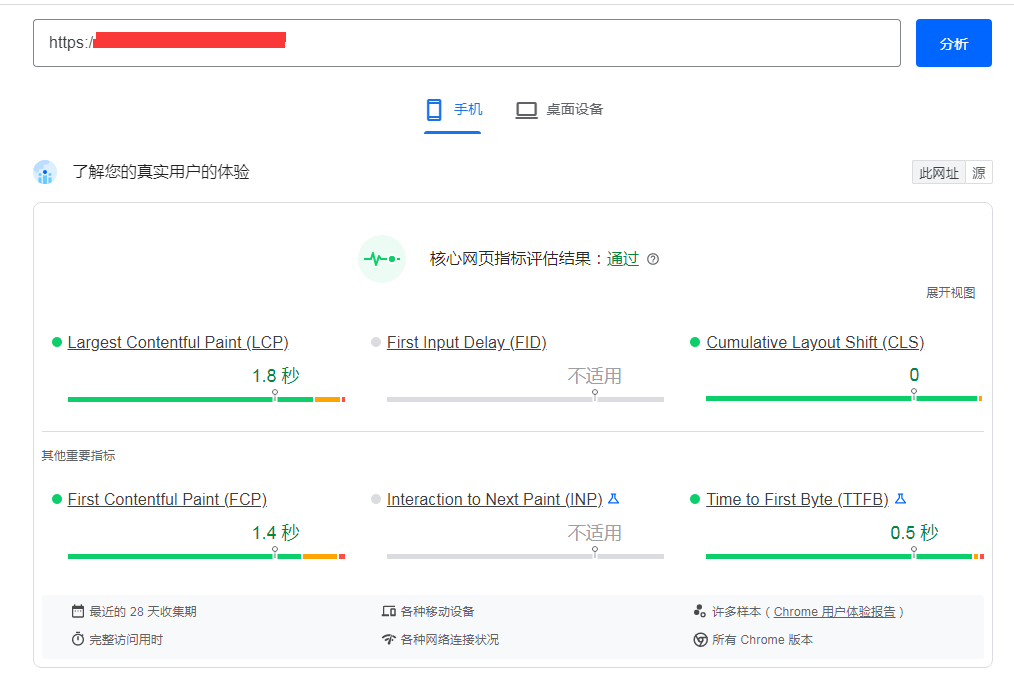 https:/
分析
手机
桌面设备
了解您的真实用户的体验
此网址 源
核心网页指标评估结果：通过
展开视图
Largest Contentful Paint (LCP)
1.8 秒
First Input Delay (FID)
不适用
Cumulative Layout Shift (CLS)
0
其他重要指标
First Contentful Paint (FCP)
1.4 秒
Interaction to Next Paint (INP)
不适用
Time to First Byte (TTFB)
0.5 秒
最近的 28 天收集期
各种移动设备
许多样本（Chrome 用户体验报告）
完整访问用时
各种网络连接状况
所有 Chrome 版本